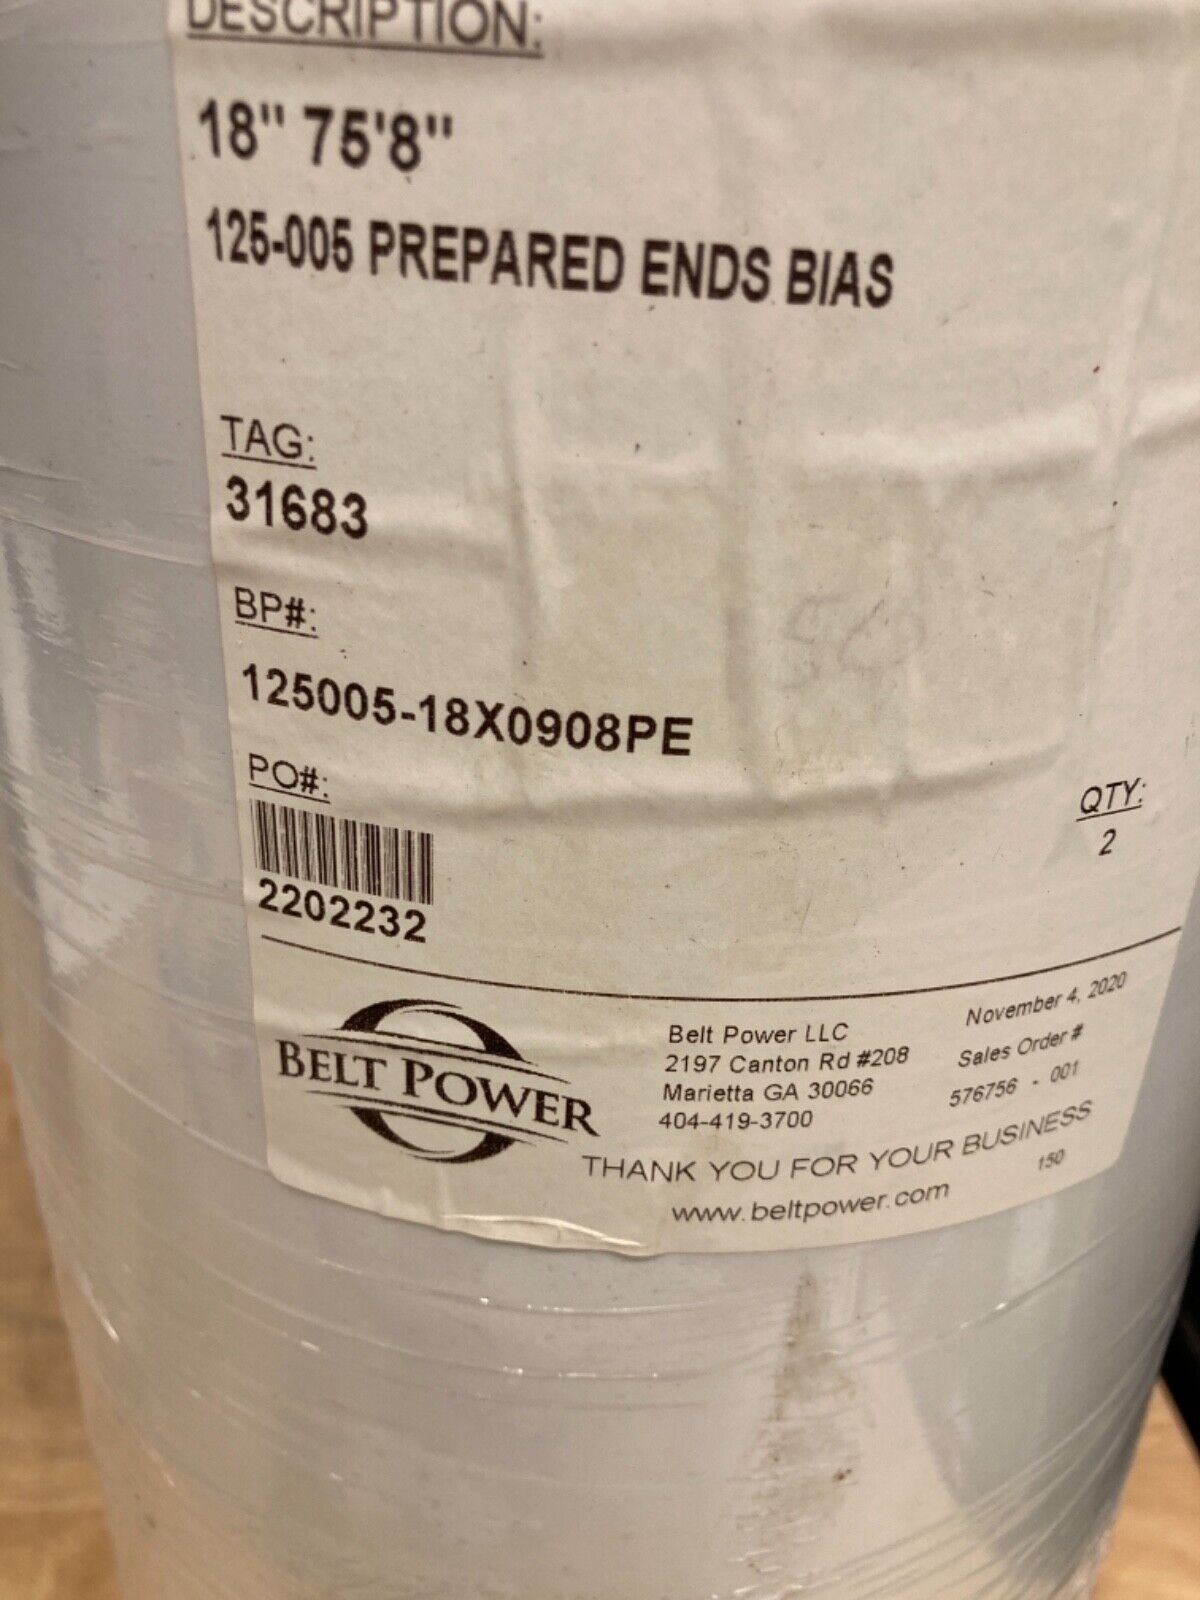 DESCRIPTION:
18" 75'8"
125-005 PREPARED ENDS BIAS
TAG:
31683
BP#:
125005-18X0908PE
PO#:
2202232
QTY:
2
BELT POWER
Belt Power LLC
2197 Canton Rd #208
Marietta GA 30066
404-419-3700
November 4, 2020
Sales Order #
576756 - 001
THANK YOU FOR YOUR BUSINESS
150
www.beltpower.com